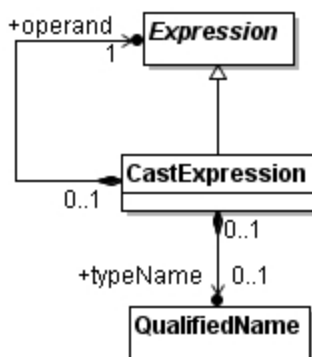 +operand
Expression
1
CastExpression
0..1
0..1
+typeName
0..1
QualifiedName